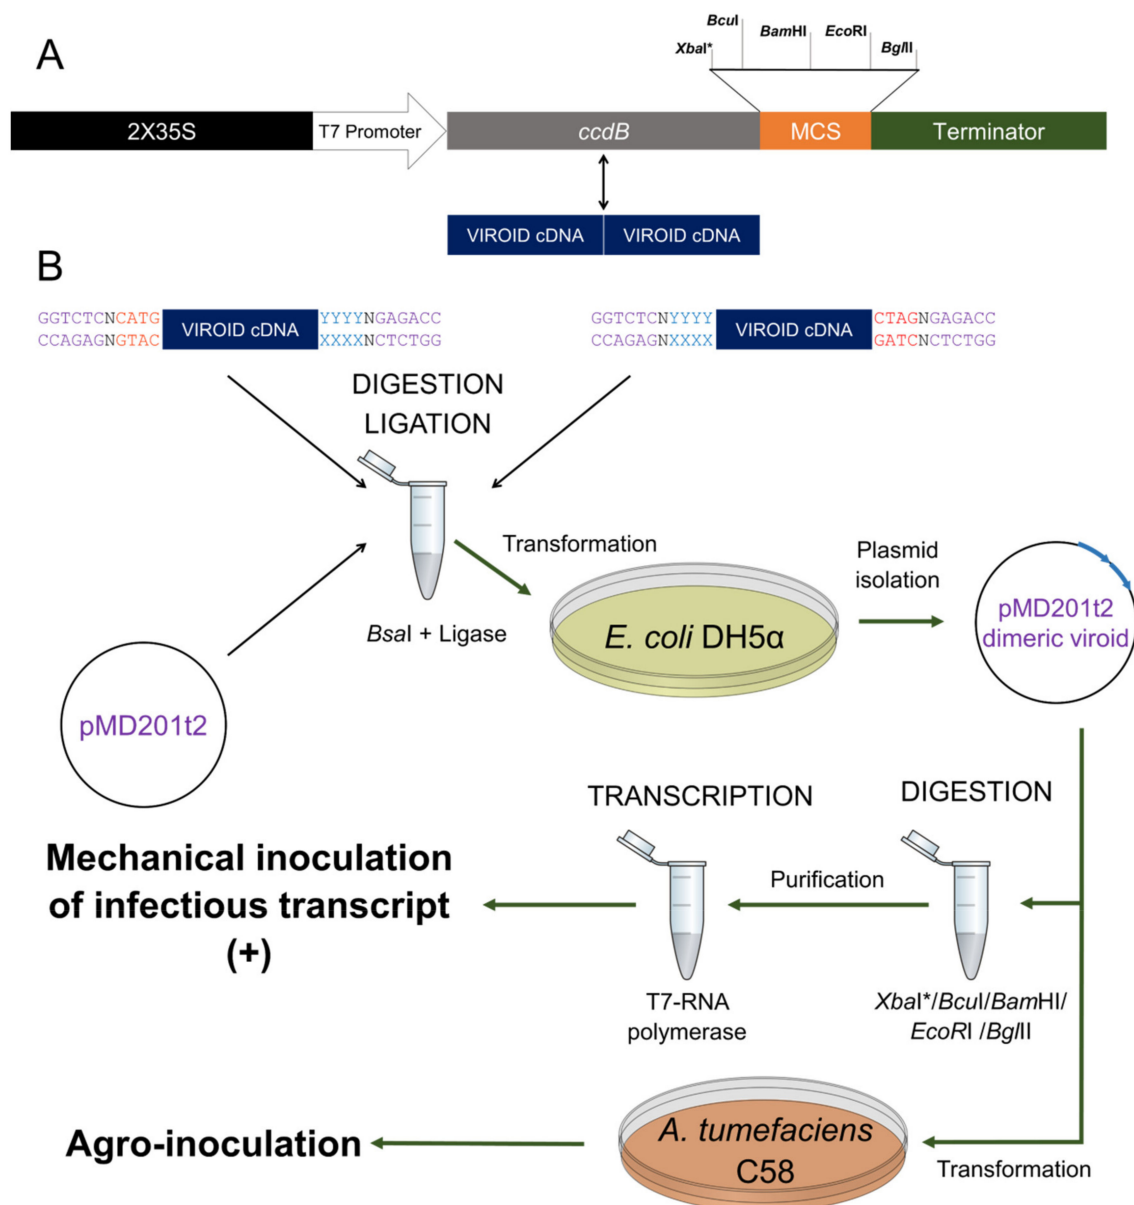 A
XbaI*
BcuI
BamHI
EcoRI
BglII
2X35S
T7 Promoter
ccdB
MCS
Terminator
VIROID cDNA
VIROID cDNA
B
GGTCTCNCATG
CCAGAGNGTAC
VIROID cDNA
YYYYNGAGACC
XXXXNCTCTGG
GGTCTCNYYYY
CCAGAGNXXXX
VIROID cDNA
CTAGNGAGACC
GATCNCTCTGG
DIGESTION
LIGATION
BsaI + Ligase
Transformation
E. coli DH5α
Plasmid
isolation
pMD201t2
dimeric viroid
pMD201t2
TRANSCRIPTION
DIGESTION
Mechanical inoculation
of infectious transcript
(+)
Purification
T7-RNA
polymerase
XbaI*/BcuI/BamHI/
EcoRI /BglII
Agro-inoculation
A. tumefaciens
C58
Transformation